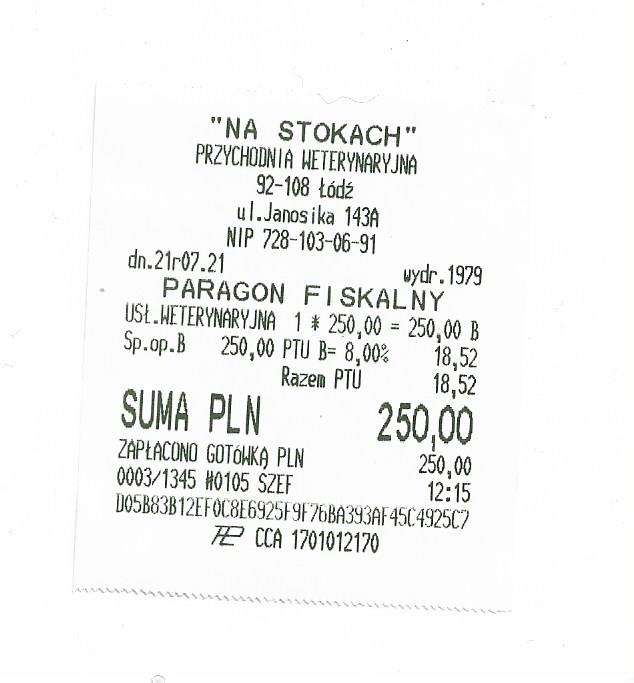 "NA STOKACH"
PRZYCHODNIA WETERYNARYJNA
92-108 Łódź
ul.Janosika 143A
NIP 728-103-06-91
dn.21r07.21 wydr.1979
PARAGON FISKALNY
USŁ.WETERYNARYJNA 1 * 250,00 = 250,00 B
Sp.op.B 250,00 PTU B= 8,00% 18,52
Razem PTU 18,52
SUMA PLN 250,00
ZAPŁACONO GOTÓWKĄ PLN 250,00
0003/1345 #0105 SZEF 12:15
D05B83B12EFF0C8E6925F9F76BA393AF45C4925C7
CCA 1701012170